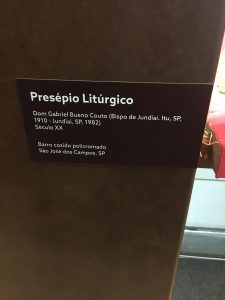 Presépio Litúrgico
Dom Gabriel Bueno Couto (Bispo de Jundiaí. Itu, SP,
1910 - Jundiaí, SP, 1982)
Século XX
Barro cozido policromado
São José dos Campos, SP